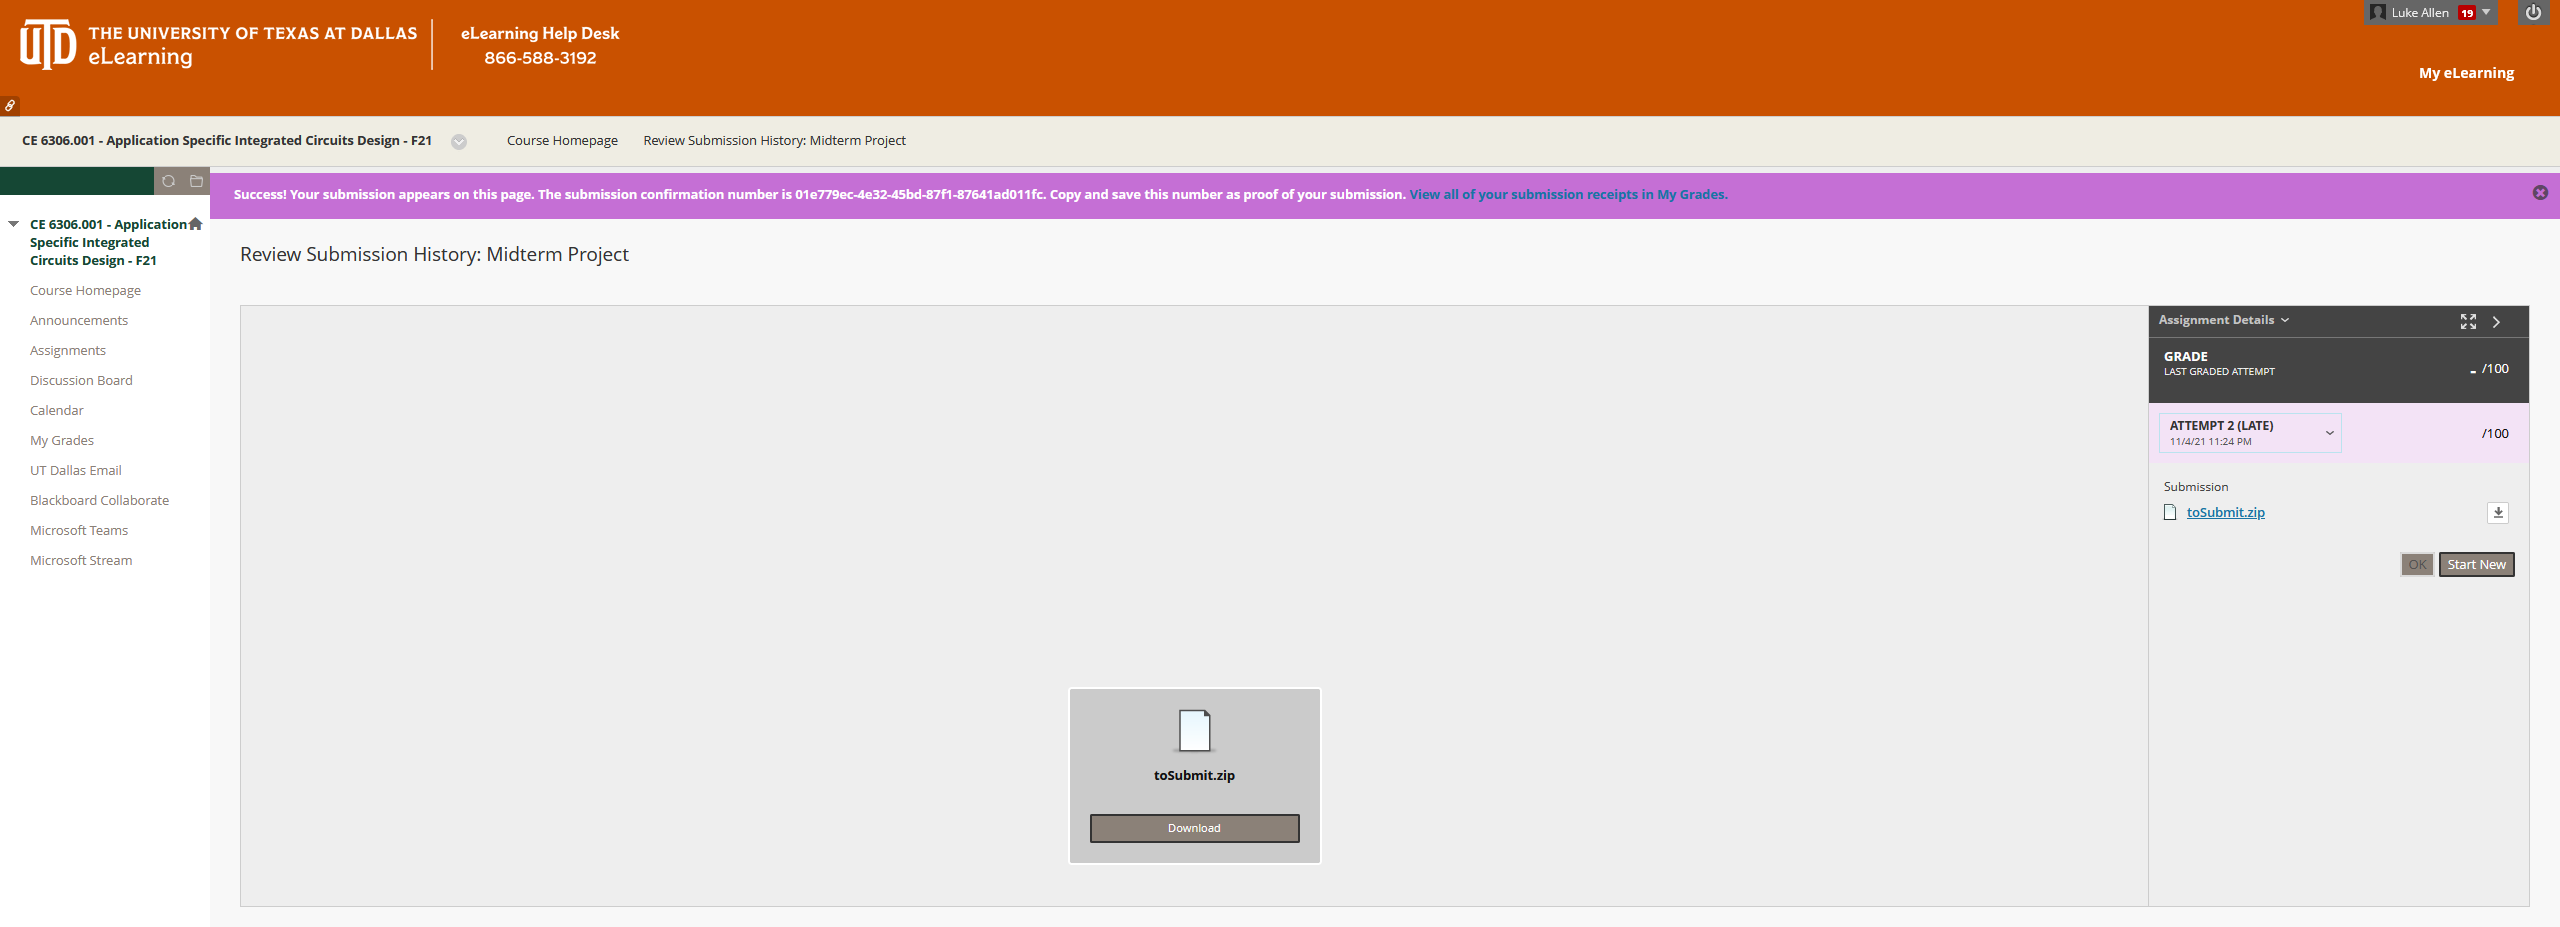 UTD
THE UNIVERSITY OF TEXAS AT DALLAS
eLearning
eLearning Help Desk
866-588-3192
Luke Allen 19
My eLearning
CE 6306.001 - Application Specific Integrated Circuits Design - F21
Course Homepage
Review Submission History: Midterm Project
Success! Your submission appears on this page. The submission confirmation number is 01e779ec-4e32-45bd-87f1-87641ad011fc. Copy and save this number as proof of your submission. View all of your submission receipts in My Grades.
CE 6306.001 - Application
Specific Integrated
Circuits Design - F21
Course Homepage
Announcements
Assignments
Discussion Board
Calendar
My Grades
UT Dallas Email
Blackboard Collaborate
Microsoft Teams
Microsoft Stream
Review Submission History: Midterm Project
toSubmit.zip
Download
Assignment Details
GRADE
LAST GRADED ATTEMPT
- /100
ATTEMPT 2 (LATE)
11/4/21 11:24 PM
/100
Submission
toSubmit.zip
OK
Start New